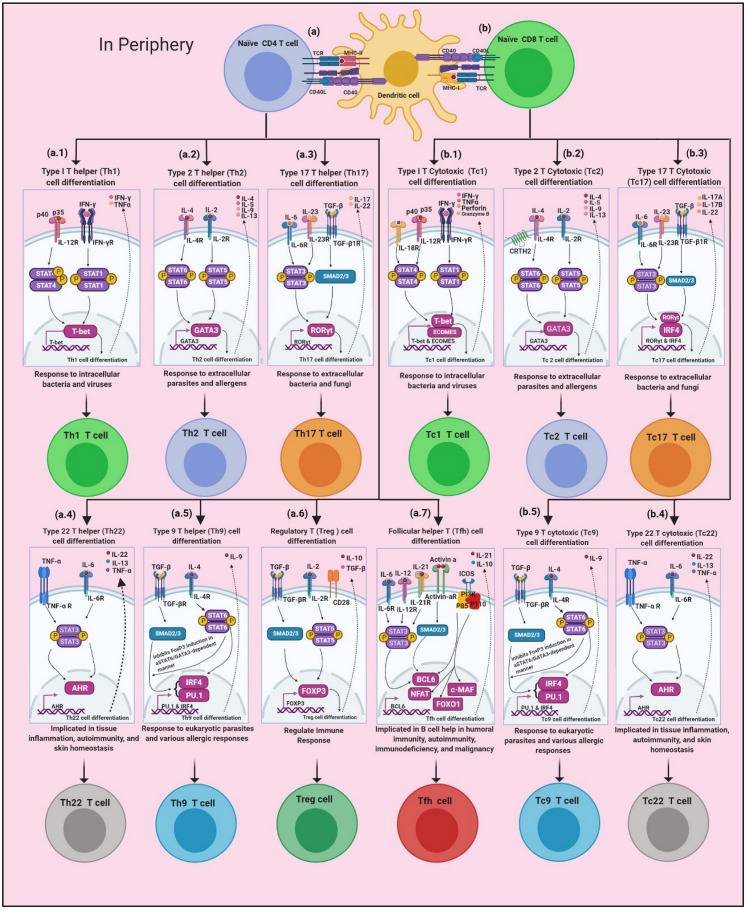 In Periphery
Naïve CD4 T cell
(a)
TCR
MHC-II
CD40L
CD40
Dendritic cell
(b)
Naïve CD8 T cell
CD40
CD40L
MHC-I
TCR
(a.1)
Type I T helper (Th1)
cell differentiation
IFN-γ
TNFα
p40 p35 IFN-γ
IL-12R
IFN-γR
STAT4
P
STAT4
STAT1
P
STAT1
T-bet
T-bet
Th1 cell differentiation
Response to intracellular
bacteria and viruses
Th1 T cell
(a.2)
Type 2 T helper (Th2)
cell differentiation
IL-4
IL-5
IL-9
IL-13
IL-4
IL-2
IL-4R
IL-2R
STAT6
P
STAT6
STAT5
P
STAT5
GATA3
GATA3
Th2 cell differentiation
Response to extracellular
parasites and allergens
Th2 T cell
(a.3)
Type 17 T helper (Th17)
cell differentiation
IL-17
IL-22
IL-6
IL-23
TGF-β
IL-6R
IL-23R
TGF-β1R
STAT3
P
STAT3
SMAD2/3
RORγt
RORγt
Th17 cell differentiation
Response to extracellular
bacteria and fungi
Th17 T cell
(b.1)
Type I T Cytotoxic (Tc1)
cell differentiation
IFN-γ
TNFα
Perforin
Granzyme B
p40 p35 IFN-γ
IL-18R
IL-12R
IFN-γR
STAT4
P
STAT4
STAT1
P
STAT1
T-bet
ECOMES
T-bet & ECOMES
Tc1 cell differentiation
Response to intracellular
bacteria and viruses
Tc1 T cell
(b.2)
Type 2 T Cytotoxic (Tc2)
cell differentiation
IL-4
IL-5
IL-9
IL-13
IL-4
IL-2
CRTH2
IL-4R
IL-2R
STAT6
P
STAT6
STAT5
P
STAT5
GATA3
GATA3
Tc 2 cell differentiation
Response to extracellular
parasites and allergens
Tc2 T cell
(b.3)
Type 17 T Cytotoxic
(Tc17) cell differentiation
IL-17A
IL-17B
IL-22
IL-6
IL-23
TGF-β
IL-6R
IL-23R
TGF-β1R
STAT3
P
STAT3
SMAD2/3
RORγt
IRF4
RORγt & IRF4
Tc17 cell differentiation
Response to extracellular
bacteria and fungi
Tc17 T cell
(a.4)
Type 22 T helper (Th22)
cell differentiation
IL-22
IL-13
TNF-α
TNF-α
IL-6
TNF-α R
IL-6R
STAT3
P
STAT3
AHR
AHR
Th22 cell differentiation
Implicated in tissue
inflammation, autoimmunity, and
skin homeostasis
Th22 T cell
(a.5)
Type 9 T helper (Th9) cell
differentiation
IL-9
TGF-β
IL-4
TGF-βR
IL-4R
STAT6
P
STAT6
SMAD2/3
inhibits FoxP3 induction in
aSTAT6/GATA3-dependent
manner
IRF4
PU.1
PU.1 & IRF4
Th9 cell differentiation
Response to eukaryotic parasites
and various allergic responses
Th9 T cell
(a.6)
Regulatory T (Treg ) cell
differentiation
IL-10
TGF-β
TGF-β
IL-2
TGF-βR
IL-2R
CD28
SMAD2/3
STAT5
P
STAT5
FOXP3
FOXP3
Treg cell differentiation
Regulate Immune
Response
Treg cell
(a.7)
Follicular helper T (Tfh) cell
differentiation
IL-21
IL-10
IL-6
IL-12
IL-21
Activin a
ICOS
IL-6R
IL-12R
IL-21R
Activin-aR
PI3K
P85
P110
STAT3
P
STAT3
SMAD2/3
BCL6
NFAT
c-MAF
FOXO1
BCL6
Tfh cell differentiation
Implicated in B cell help in humoral
immunity, autoimmunity,
immunodeficiency, and malignancy
Tfh cell
(b.5)
Type 9 T cytotoxic (Tc9)
cell differentiation
IL-9
TGF-β
IL-4
TGF-βR
IL-4R
STAT6
P
STAT6
SMAD2/3
inhibits FoxP3 induction in
aSTAT6/GATA3-dependent
manner
IRF4
PU.1
PU.1 & IRF4
Tc9 cell differentiation
Response to eukaryotic
parasites and various allergic
responses
Tc9 T cell
(b.4)
Type 22 T cytotoxic (Tc22)
cell differentiation
IL-22
IL-13
TNF-α
TNF-α
IL-6
TNF-α R
IL-6R
STAT3
P
STAT3
AHR
AHR
Tc22 cell differentiation
Implicated in tissue inflammation,
autoimmunity, and skin
homeostasis
Tc22 T cell